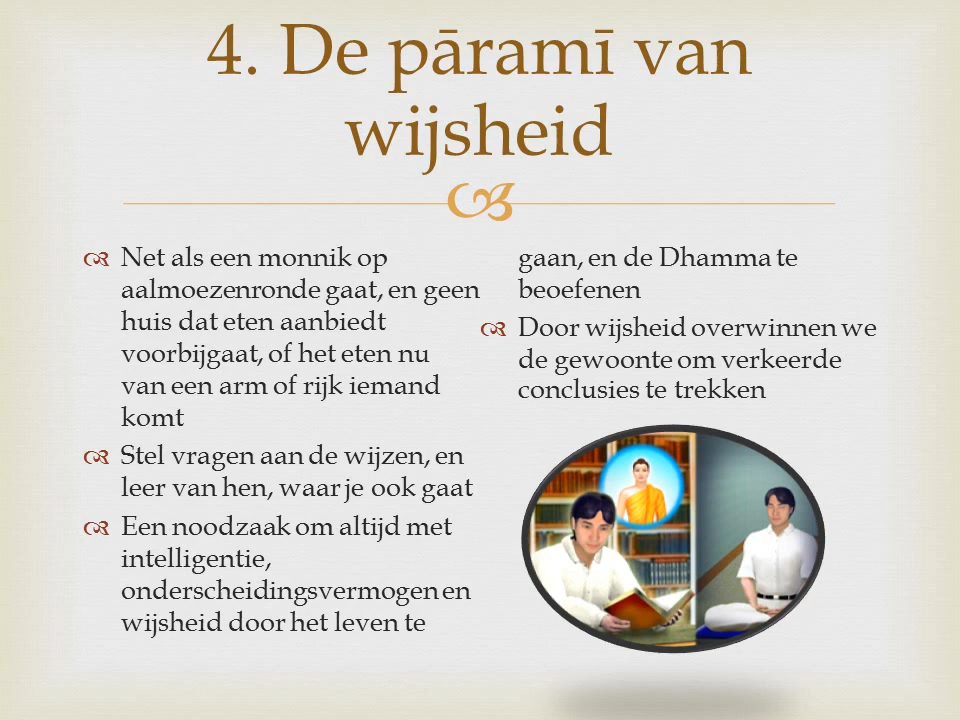 4. De pāramī van
wijsheid
Net als een monnik op
aalmoezenronde gaat, en geen
huis dat eten aanbiedt
voorbijgaat, of het eten nu
van een arm of rijk iemand
komt
Stel vragen aan de wijzen, en
leer van hen, waar je ook gaat
Een noodzaak om altijd met
intelligentie,
onderscheidingsvermogen en
wijsheid door het leven te
gaan, en de Dhamma te
beoefenen
Door wijsheid overwinnen we
de gewoonte om verkeerde
conclusies te trekken